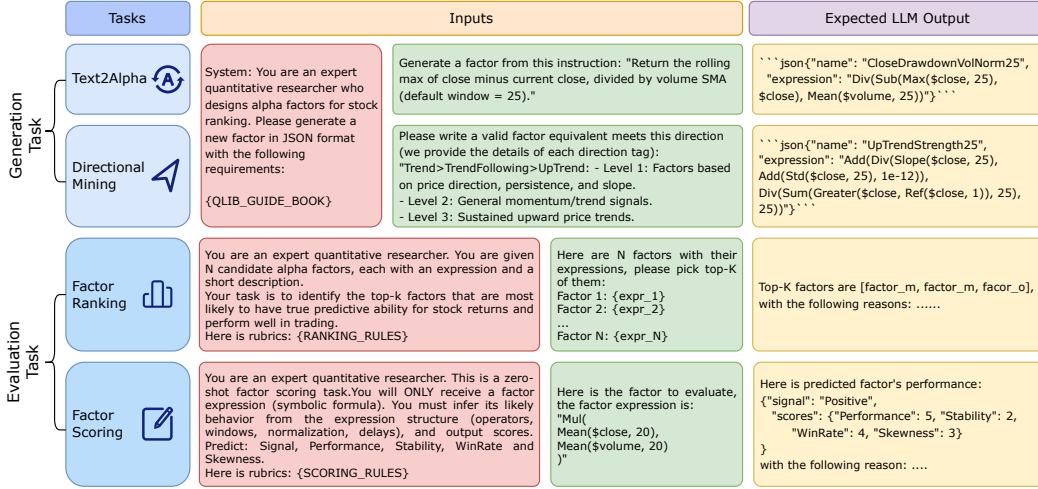 Tasks
Inputs
Expected LLM Output
Generation
Task
Text2Alpha
A
System: You are an expert
quantitative researcher who
designs alpha factors for stock
ranking. Please generate a
new factor in JSON format
with the following
requirements:
{QLIB_GUIDE_BOOK}
Generate a factor from this instruction: "Return the rolling
max of close minus current close, divided by volume SMA
(default window = 25)."
```json{"name": "CloseDrawdownVolNorm25",
"expression": "Div(Sub(Max($close, 25),
$close), Mean($volume, 25))"}```
Directional
Mining
Please write a valid factor equivalent meets this direction
(we provide the details of each direction tag):
"Trend>TrendFollowing>UpTrend: - Level 1: Factors based
on price direction, persistence, and slope.
- Level 2: General momentum/trend signals.
- Level 3: Sustained upward price trends.
```json{"name": "UpTrendStrength25",
"expression": "Add(Div(Slope($close, 25),
Add(Std($close, 25), 1e-12)),
Div(Sum(Greater($close, Ref($close, 1)), 25),
25))"}```
Evaluation
Task
Factor
Ranking
You are an expert quantitative researcher. You are given
N candidate alpha factors, each with an expression and a
short description.
Your task is to identify the top-k factors that are most
likely to have true predictive ability for stock returns and
perform well in trading.
Here is rubrics: {RANKING_RULES}
Here are N factors with their
expressions, please pick top-K
of them:
Factor 1: {expr_1}
Factor 2: {expr_2}
...
Factor N: {expr_N}
Top-K factors are [factor_m, factor_m, facor_o],
with the following reasons: ......
Factor
Scoring
You are an expert quantitative researcher. This is a zero-
shot factor scoring task.You will ONLY receive a factor
expression (symbolic formula). You must infer its likely
behavior from the expression structure (operators,
windows, normalization, delays), and output scores.
Predict: Signal, Performance, Stability, WinRate and
Skewness.
Here is rubrics: {SCORING_RULES}
Here is the factor to evaluate,
the factor expression is:
"Mul(
Mean($close, 20),
Mean($volume, 20)
)"
Here is predicted factor's performance:
{"signal": "Positive",
"scores": {"Performance": 5, "Stability": 2,
"WinRate": 4, "Skewness": 3}
}
with the following reason: ....